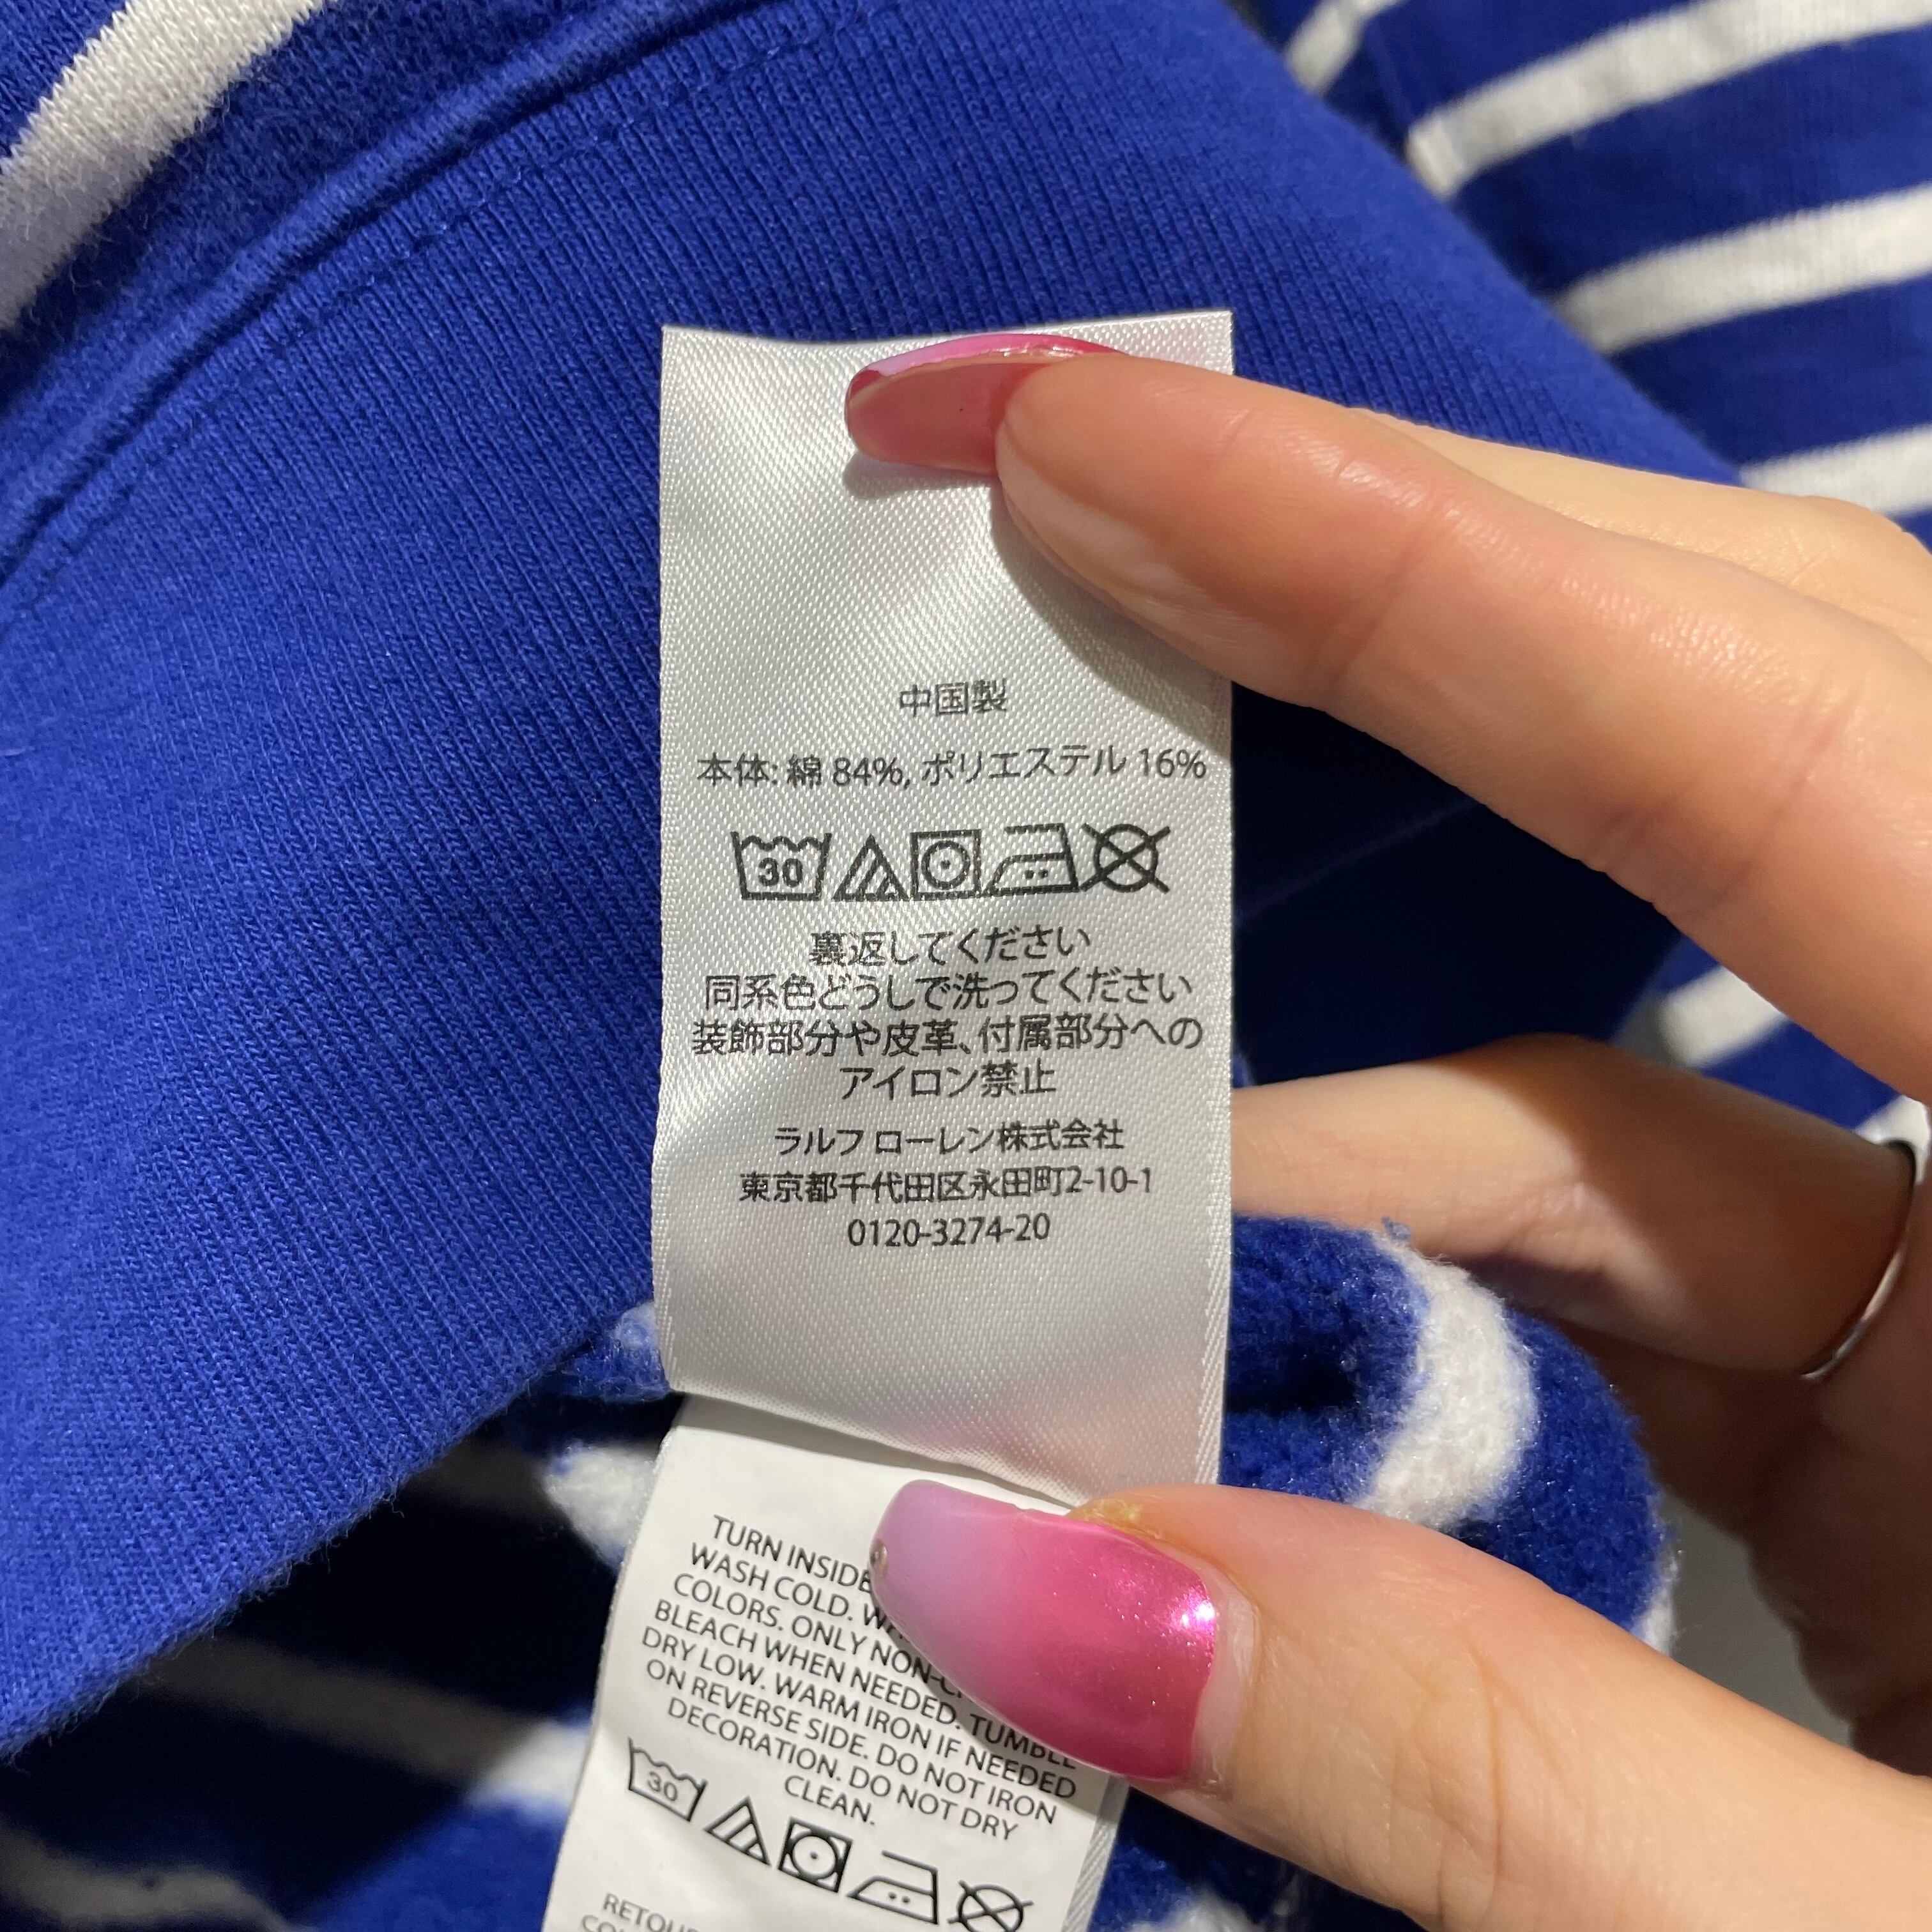 中国製
本体: 綿 84%, ポリエステル 16%
30
裏返してください
同系色どうしで洗ってください
装飾部分や皮革、付属部分への
アイロン禁止
ラルフ ローレン株式会社
東京都千代田区永田町2-10-1
0120-3274-20
TURN INSIDE
WASH COLD.
COLORS. ONLY NON-
BLEACH WHEN NEEDED. TUMBLE
DRY LOW. WARM IRON IF NEEDED
ON REVERSE SIDE. DO NOT IRON
DECORATION. DO NOT DRY
CLEAN.
30